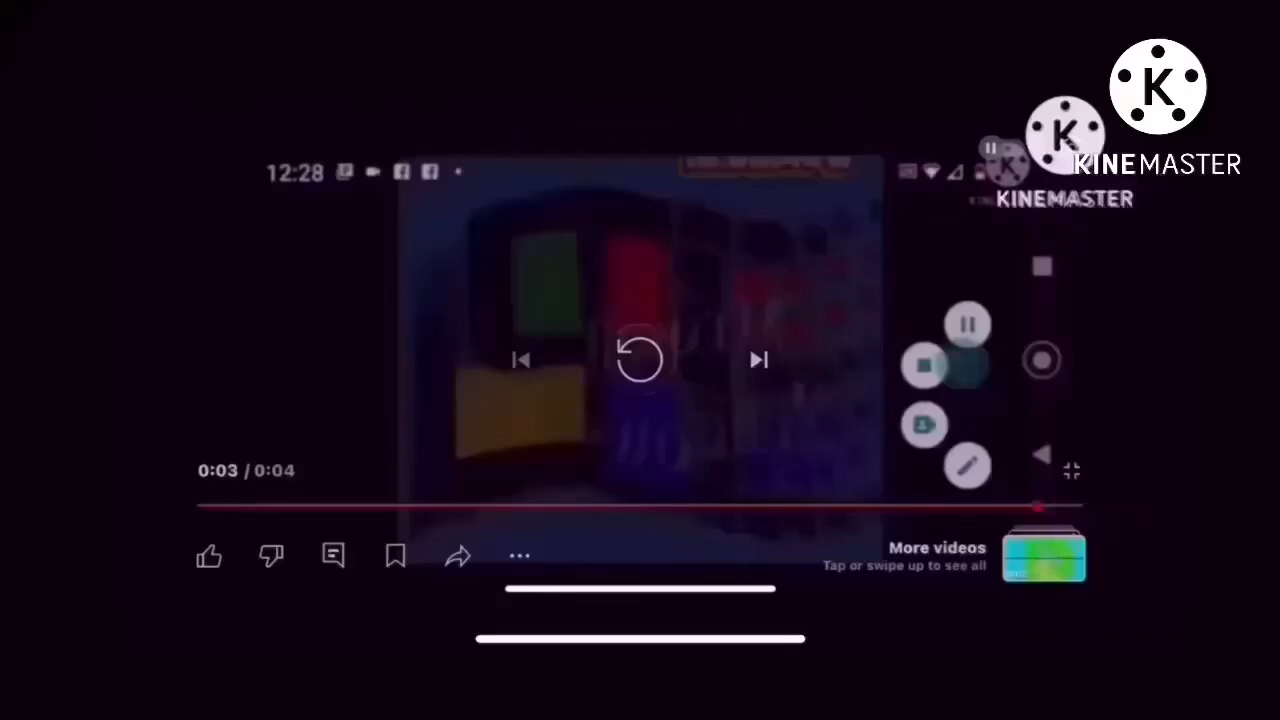 KINEMASTER
12:28
KINEMASTER
0:03 / 0:04
More videos
Tap or swipe up to see all